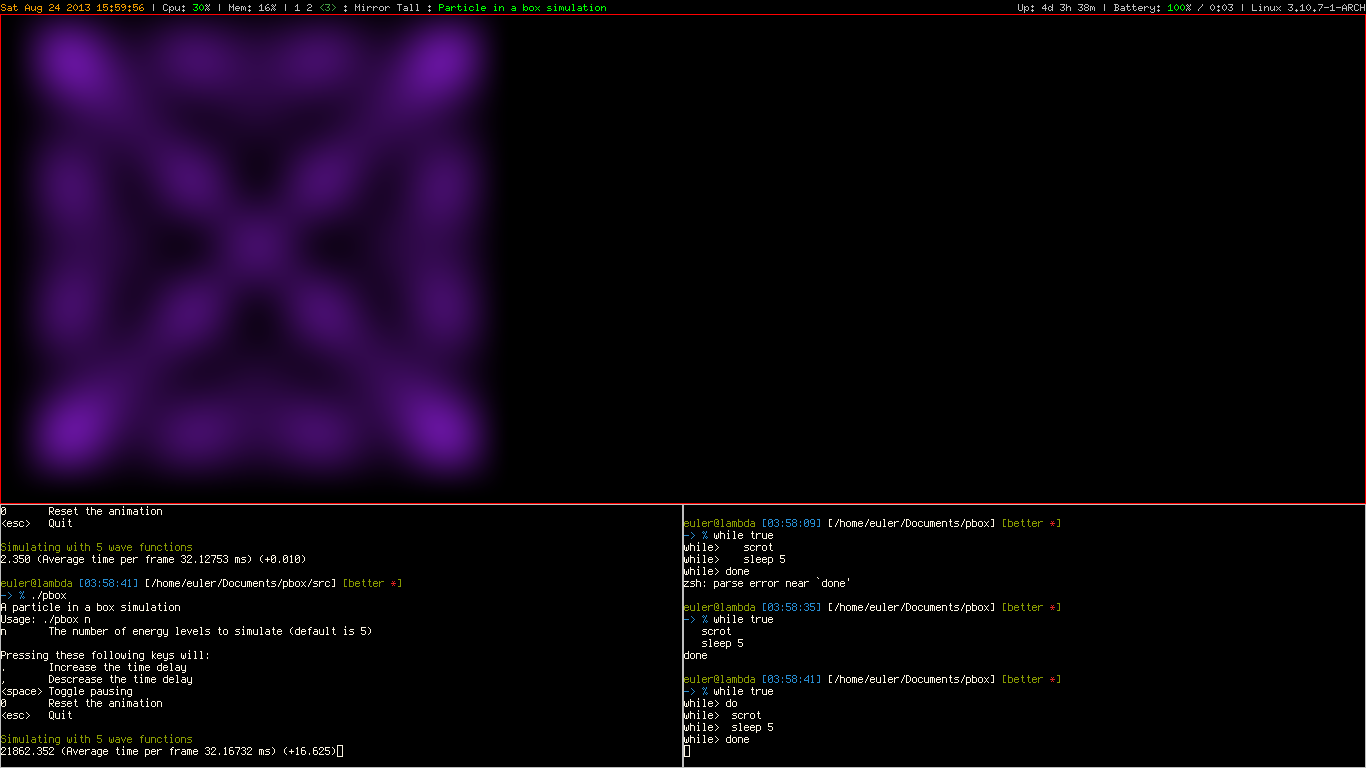 Sat Aug 24 2013 15:59:56 | Cpu: 30% | Mem: 16% | 1 2 <3> : Mirror Tall : Particle in a box simulation
Up: 4d 3h 38m | Battery: 100% / 0:03 | Linux 3.10.7-1-ARCH
0       Reset the animation
<esc>   Quit
Simulating with 5 wave functions
2.350 (Average time per frame 32.12753 ms) (+0.010)
euler@lambda [03:58:41] [/home/euler/Documents/pbox/src] [better *]
-> % ./pbox
A particle in a box simulation
Usage: ./pbox n
n       The number of energy levels to simulate (default is 5)
Pressing these following keys will:
.       Increase the time delay
,       Descrease the time delay
<space> Toggle pausing
0       Reset the animation
<esc>   Quit
Simulating with 5 wave functions
21862.352 (Average time per frame 32.16732 ms) (+16.625)
euler@lambda [03:58:09] [/home/euler/Documents/pbox] [better *]
-> % while true
while>    scrot
while>    sleep 5
while> done
zsh: parse error near `done'
euler@lambda [03:58:35] [/home/euler/Documents/pbox] [better *]
-> % while true
   scrot
   sleep 5
done
euler@lambda [03:58:41] [/home/euler/Documents/pbox] [better *]
-> % while true
while> do
while>  scrot
while>  sleep 5
while> done